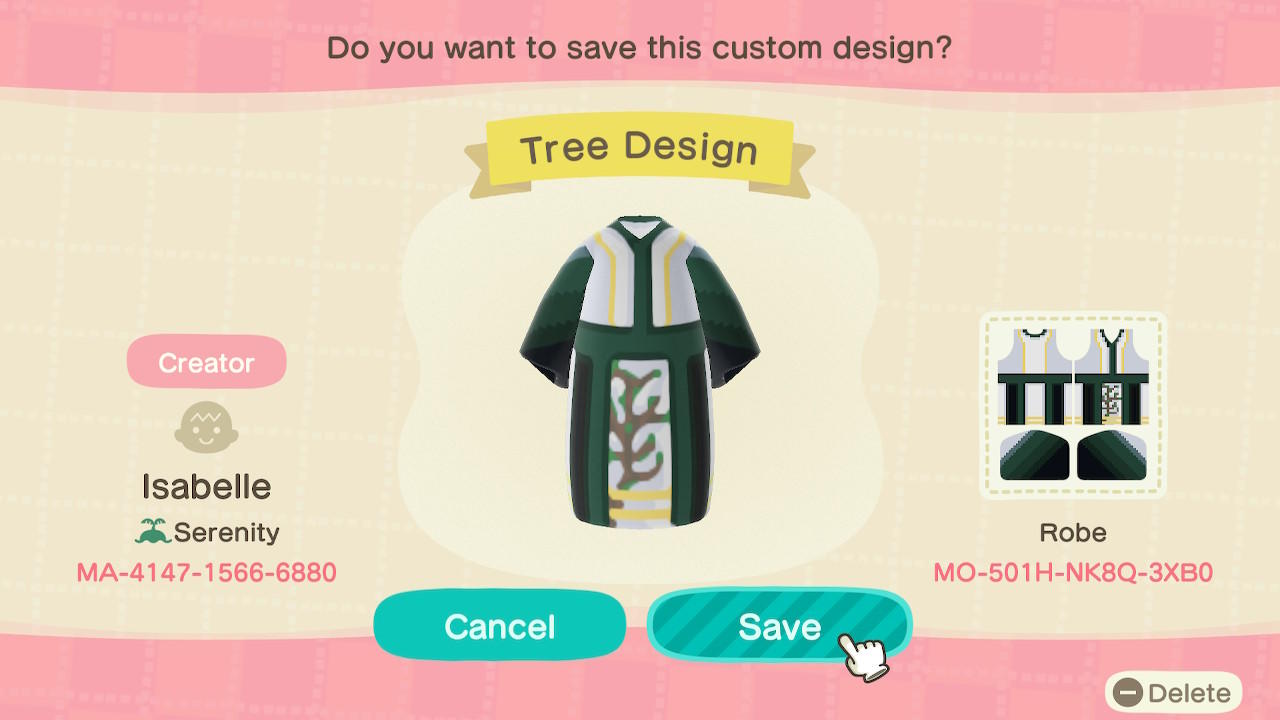 Do you want to save this custom design?
Tree Design
Creator
Isabelle
Serenity
MA-4147-1566-6880
Robe
MO-501H-NK8Q-3XB0
Cancel
Save
Delete